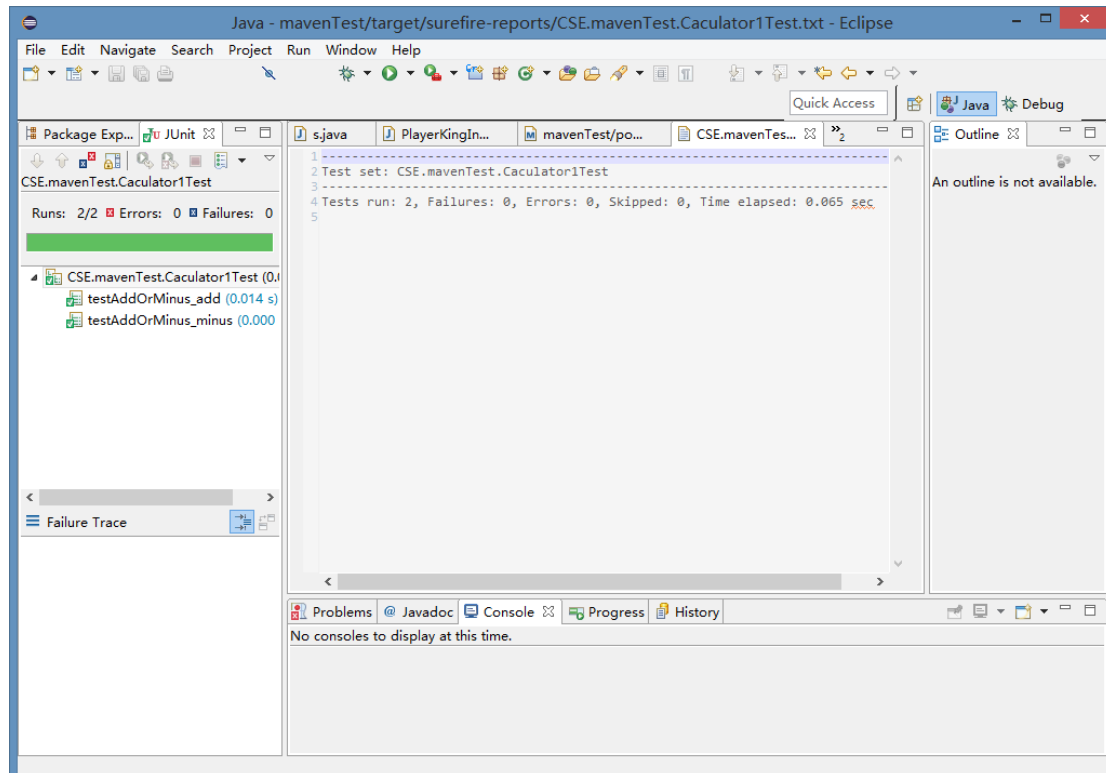 Java - mavenTest/target/surefire-reports/CSE.mavenTest.Caculator1Test.txt - Eclipse
File Edit Navigate Search Project Run Window Help
Quick Access
Java
Debug
Package Exp...
JUnit
CSE.mavenTest.Caculator1Test
Runs: 2/2 Errors: 0 Failures: 0
CSE.mavenTest.Caculator1Test (0.0
testAddOrMinus_add (0.014 s)
testAddOrMinus_minus (0.000
Failure Trace
s.java
PlayerKingIn...
mavenTest/po...
CSE.mavenTes...
»2
1 -------------------------------------------------------------------------------
2 Test set: CSE.mavenTest.Caculator1Test
3 -------------------------------------------------------------------------------
4 Tests run: 2, Failures: 0, Errors: 0, Skipped: 0, Time elapsed: 0.065 sec
5
Outline
An outline is not available.
Problems @ Javadoc Console Progress History
No consoles to display at this time.